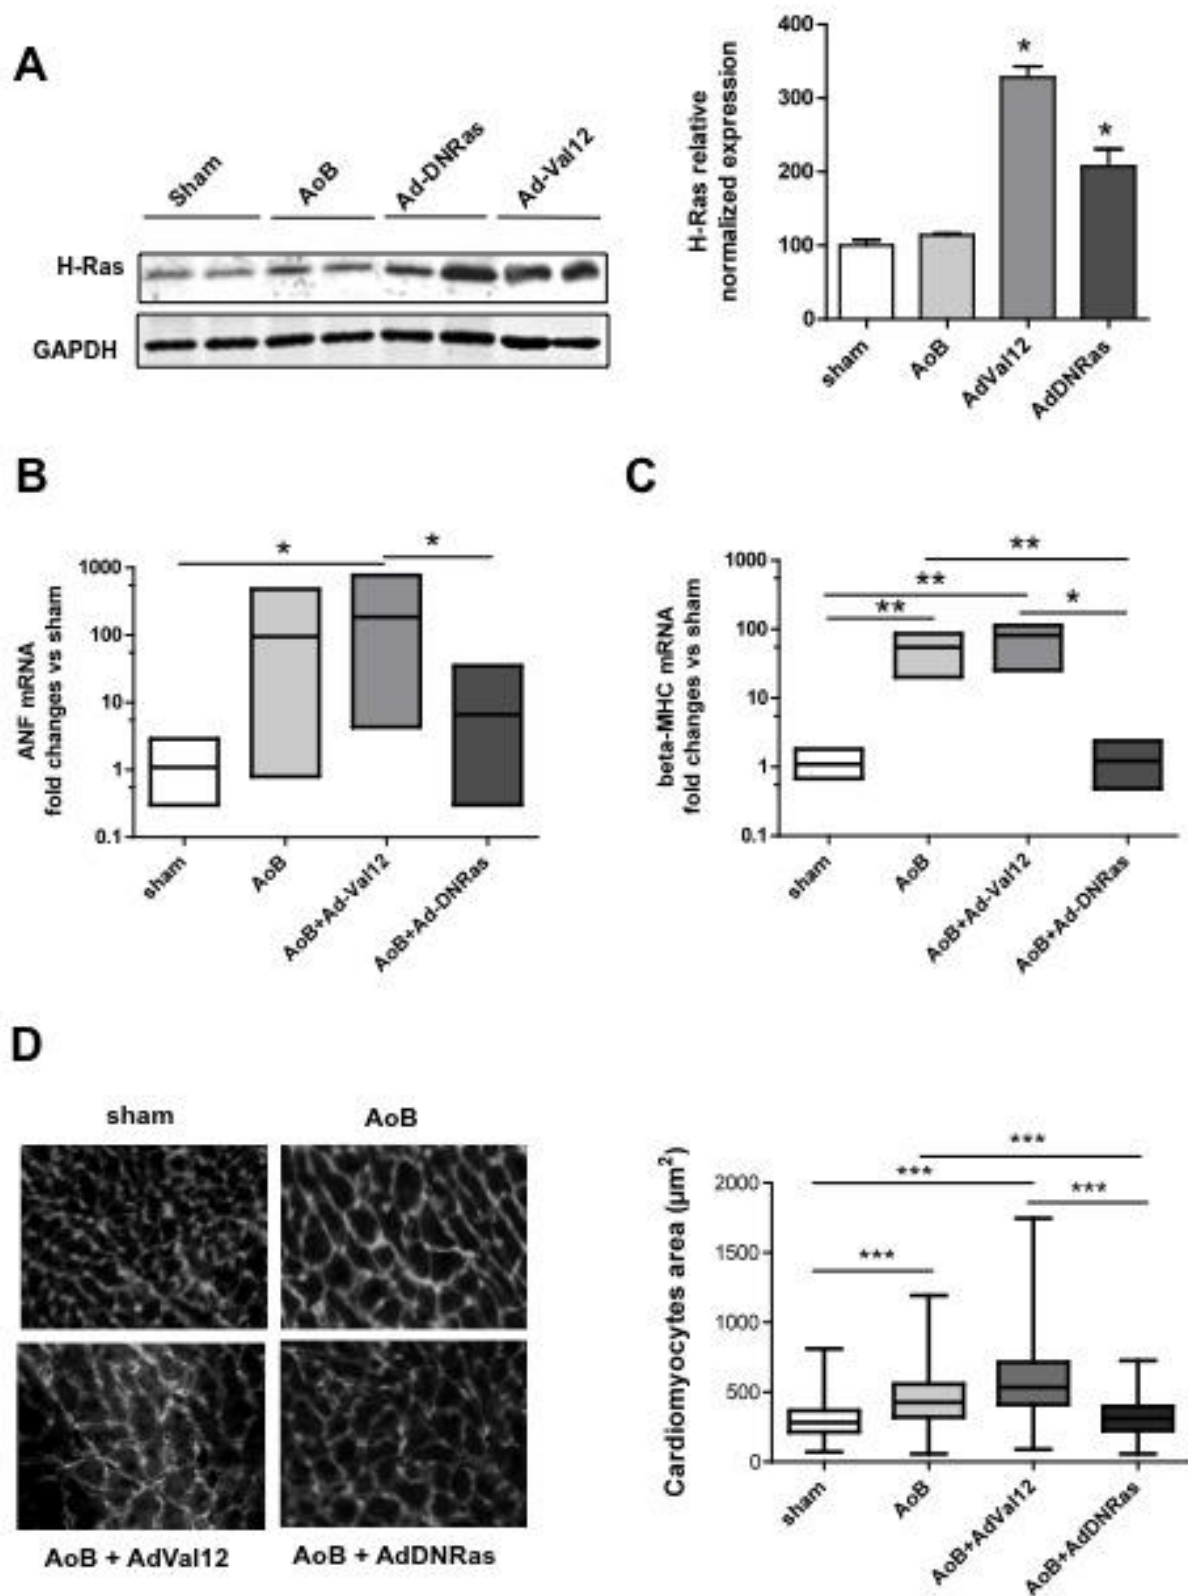 A
Sham
AoB
Ad-DNRas
Ad-Val12
H-Ras
GAPDH
H-Ras relative
normalized expression
400
300
200
100
0
*
*
sham
AoB
AdVal12
AdDNRas
B
ANF mRNA
fold changes vs sham
1000
100
10
1
0.1
*
*
sham
AoB
AoB+Ad-Val12
AoB+Ad-DNRas
C
beta-MHC mRNA
fold changes vs sham
1000
100
10
1
0.1
**
**
**
*
sham
AoB
AoB+Ad-Val12
AoB+Ad-DNRas
D
sham
AoB
AoB + AdVal12
AoB + AdDNRas
Cardiomyocytes area (µm²)
2000
1500
1000
500
0
***
***
***
***
sham
AoB
AoB+AdVal12
AoB+AdDNRas